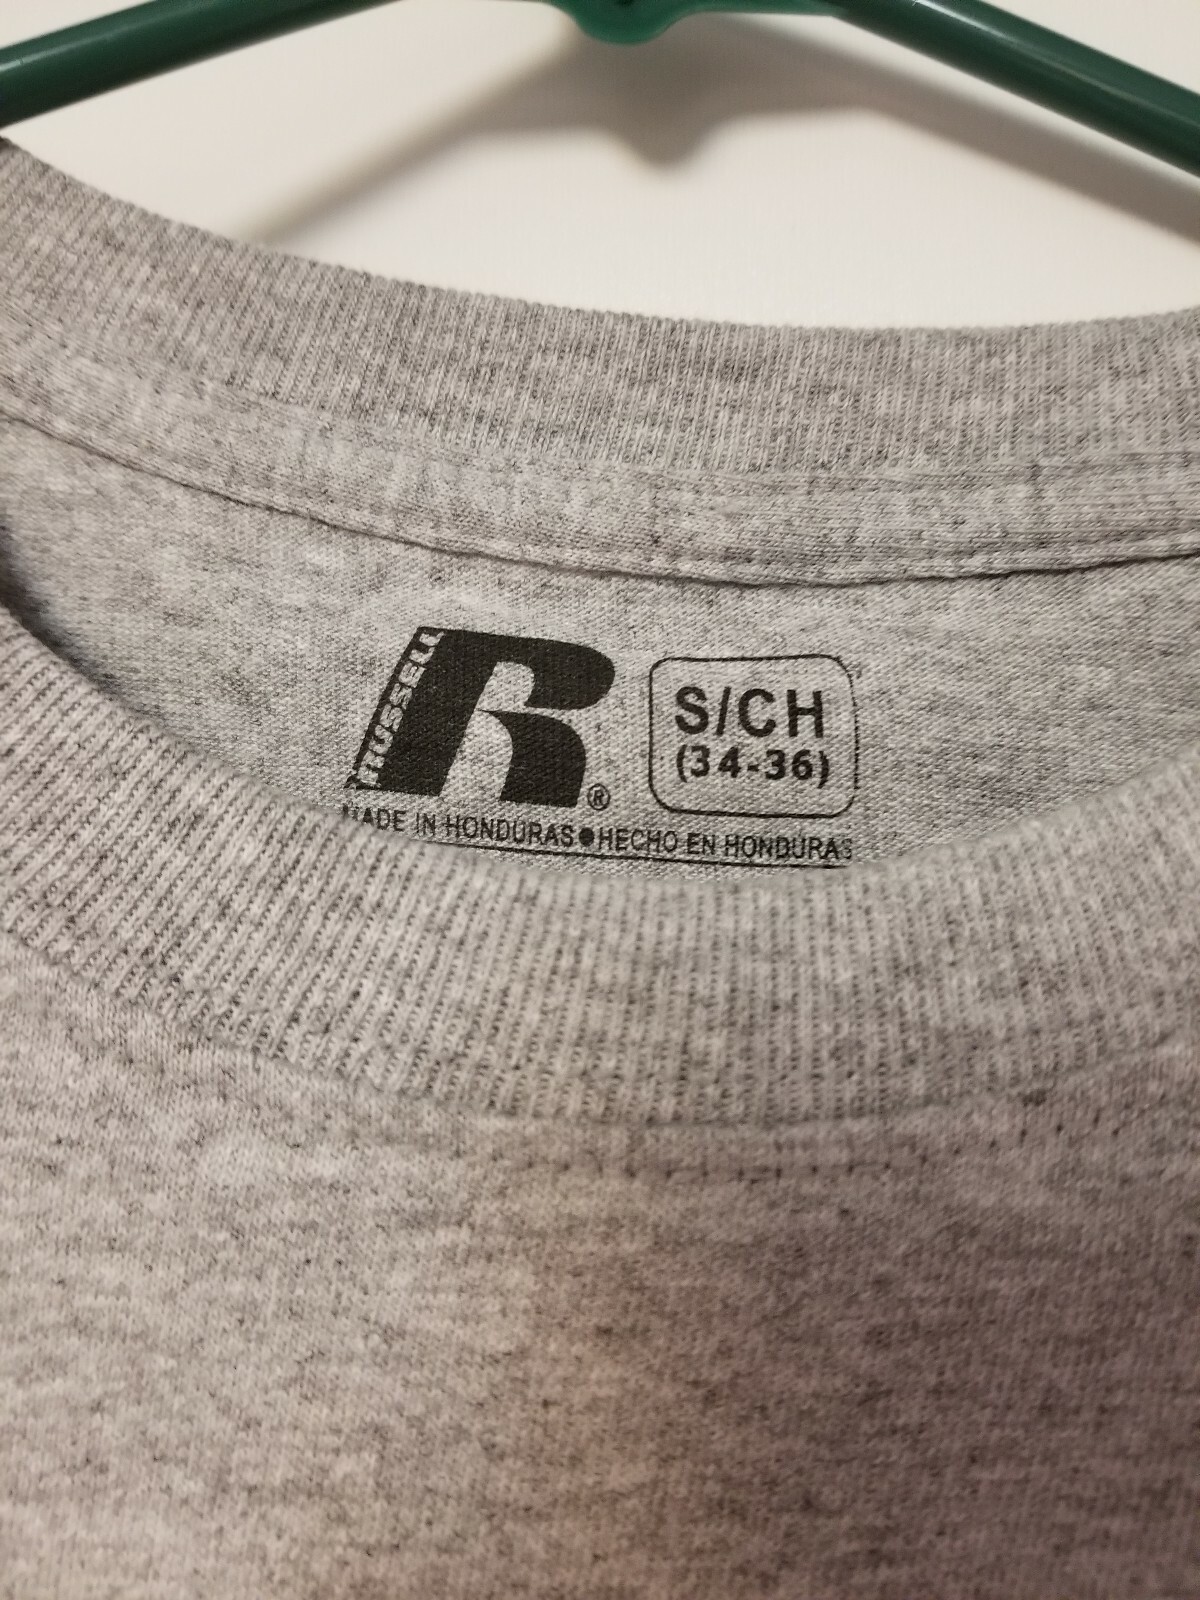 RUSSELL
R®
S/CH
(34-36)
MADE IN HONDURAS●HECHO EN HONDURAS